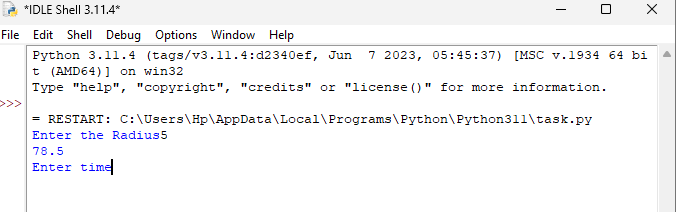 *IDLE Shell 3.11.4*
File Edit Shell Debug Options Window Help
Python 3.11.4 (tags/v3.11.4:d2340ef, Jun  7 2023, 05:45:37) [MSC v.1934 64 bi
t (AMD64)] on win32
Type "help", "copyright", "credits" or "license()" for more information.
>>>
= RESTART: C:\Users\Hp\AppData\Local\Programs\Python\Python311\task.py
Enter the Radius5
78.5
Enter time